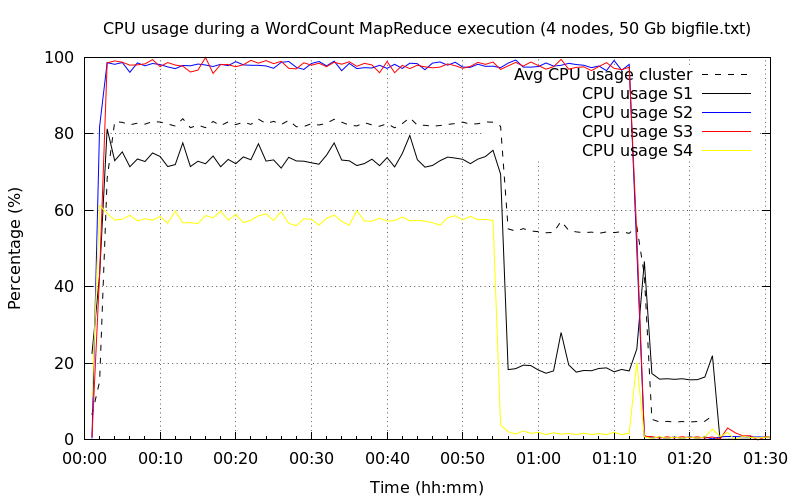 CPU usage during a WordCount MapReduce execution (4 nodes, 50 Gb bigfile.txt)
100
80
60
40
20
0
Percentage (%)
Avg CPU usage cluster
CPU usage S1
CPU usage S2
CPU usage S3
CPU usage S4
00:00 00:10 00:20 00:30 00:40 00:50 01:00 01:10 01:20 01:30
Time (hh:mm)